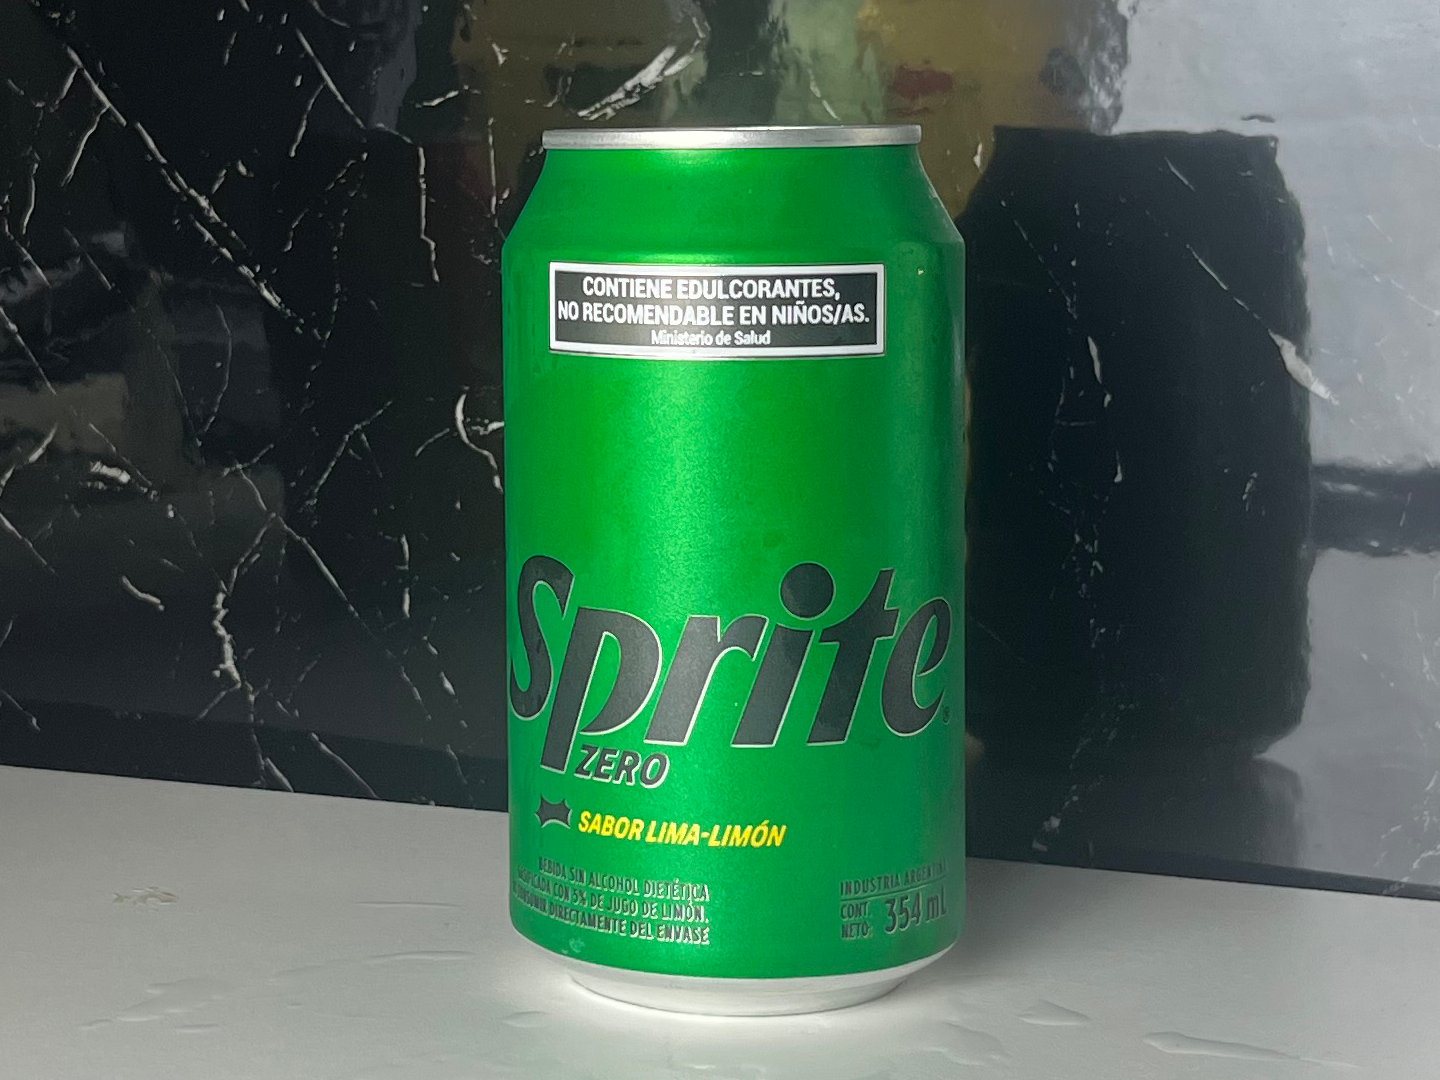 CONTIENE EDULCORANTES,
NO RECOMENDABLE EN NIÑOS/AS.
Ministerio de Salud
Sprite®
ZERO
SABOR LIMA-LIMÓN
BEBIDA SIN ALCOHOL DIETÉTICA
CON 5% DE JUGO DE LIMÓN.
DIRECTAMENTE DEL ENVASE
INDUSTRIA ARGENTINA
CONT. NETO: 354 mL